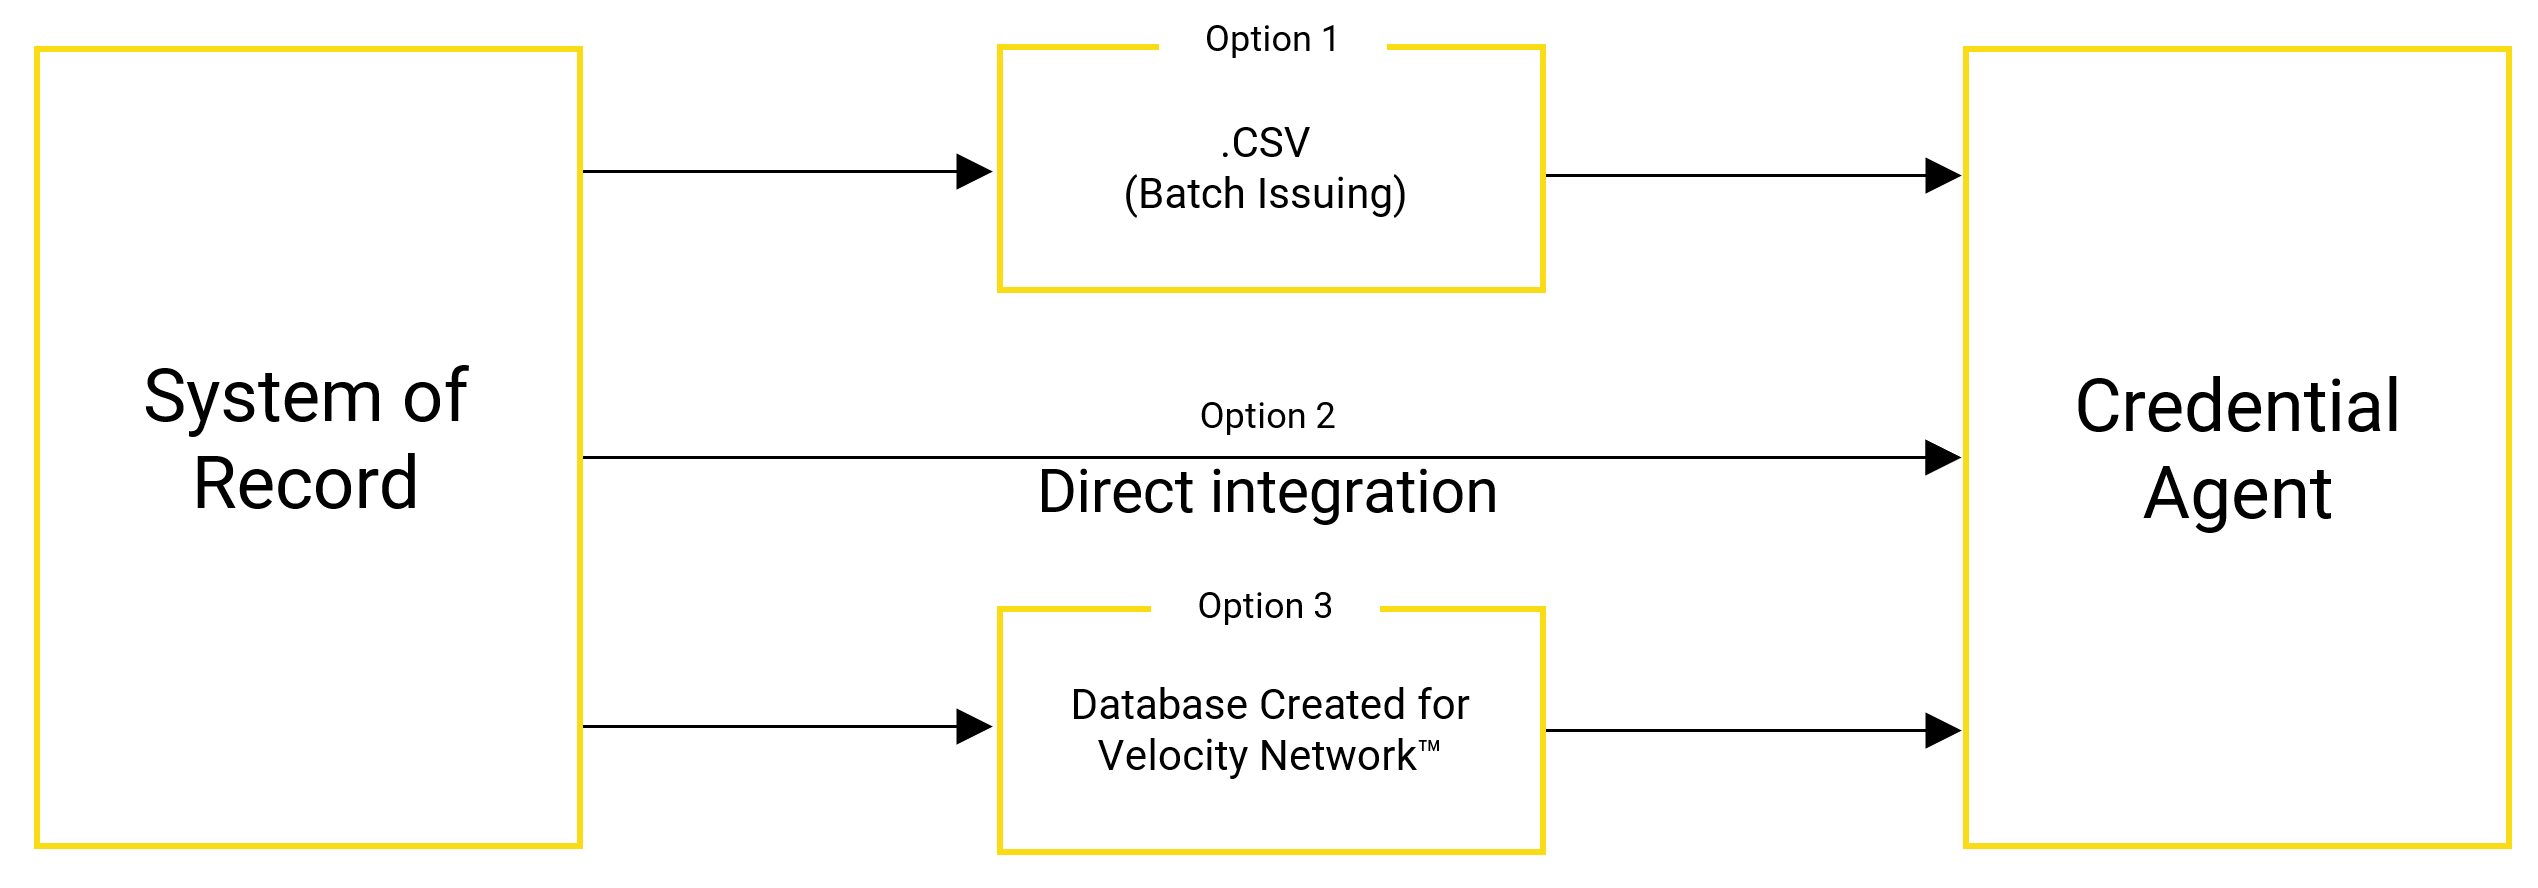 System of
Record
Option 1
.CSV
(Batch Issuing)
Option 2
Direct integration
Option 3
Database Created for
Velocity Network™
Credential
Agent